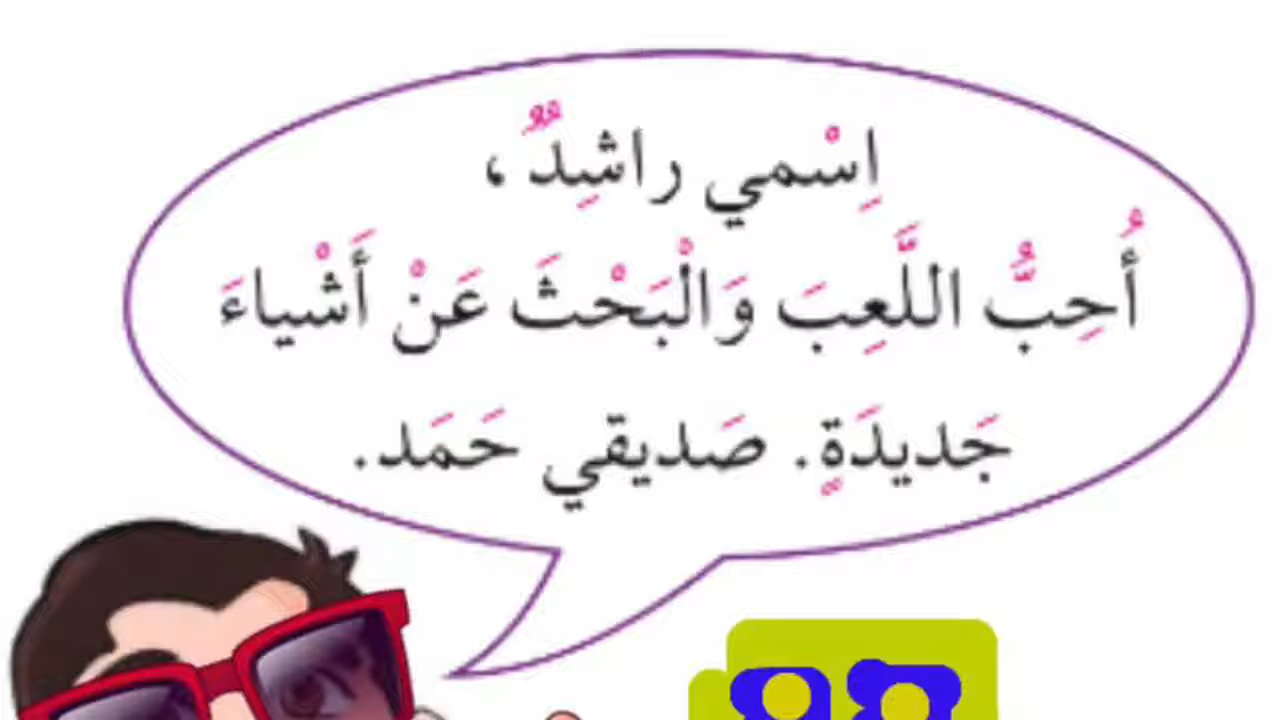 اِسْمي راشِدٌ ،
أُحِبُّ اللَّعِبَ وَالْبَحْثَ عَنْ أَشْياءَ
جَديدَةٍ. صَديقي حَمَد.